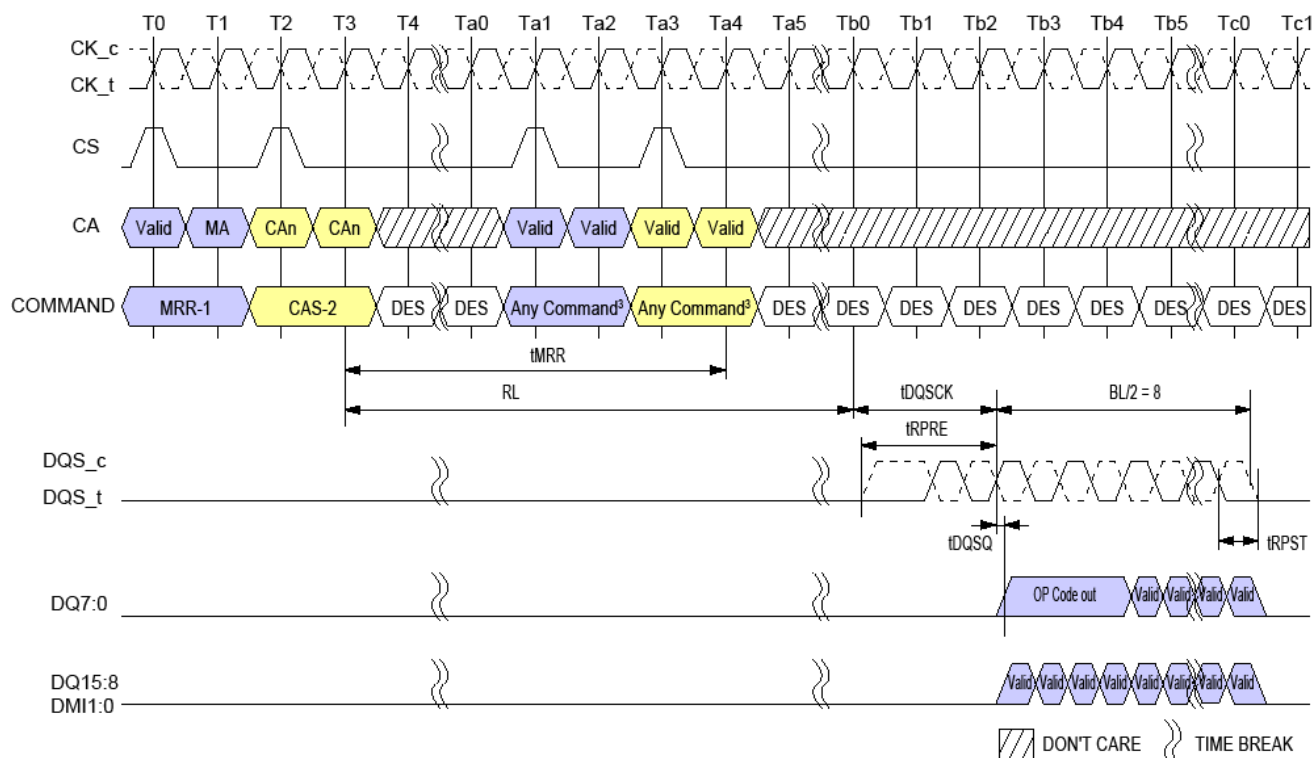 T0 T1 T2 T3 T4 Ta0 Ta1 Ta2 Ta3 Ta4 Ta5 Tb0 Tb1 Tb2 Tb3 Tb4 Tb5 Tc0 Tc1
CK_c
CK_t
CS
CA Valid MA CAn CAn Valid Valid Valid Valid
COMMAND MRR-1 CAS-2 DES DES Any Command³ Any Command³ DES DES DES DES DES DES DES DES DES
tMRR
RL tDQSCK BL/2 = 8
tRPRE
DQS_c
DQS_t
tDQSQ tRPST
DQ7:0 OP Code out Valid Valid Valid Valid
DQ15:8 Valid Valid Valid Valid Valid Valid Valid Valid
DMI1:0
DON'T CARE TIME BREAK